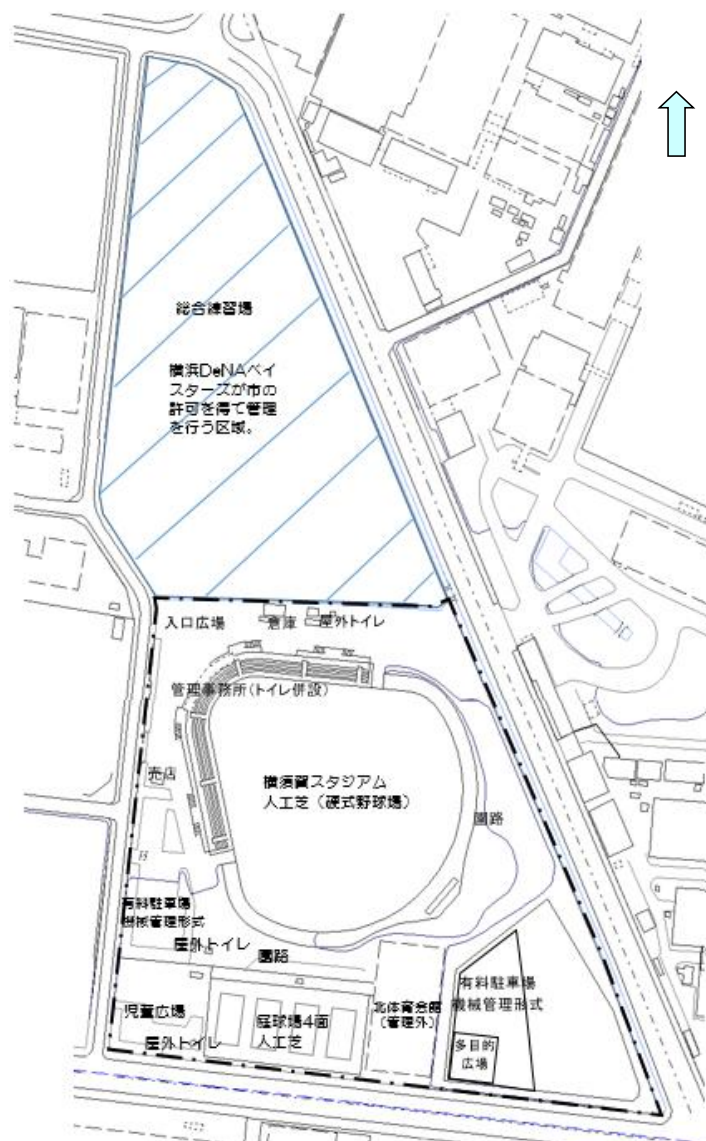 総合練習場
横浜DeNAベイ
スターズが市の
許可を得て管理
を行う区域。
入口広場
倉庫
屋外トイレ
管理事務所(トイレ併設)
売店
横須賀スタジアム
人工芝（硬式野球場）
園路
有料駐車場
機械管理形式
屋外トイレ
園路
児童広場
屋外トイレ
庭球場4面
人工芝
北体育会館
（管理外）
有料駐車場
機械管理形式
多目的
広場